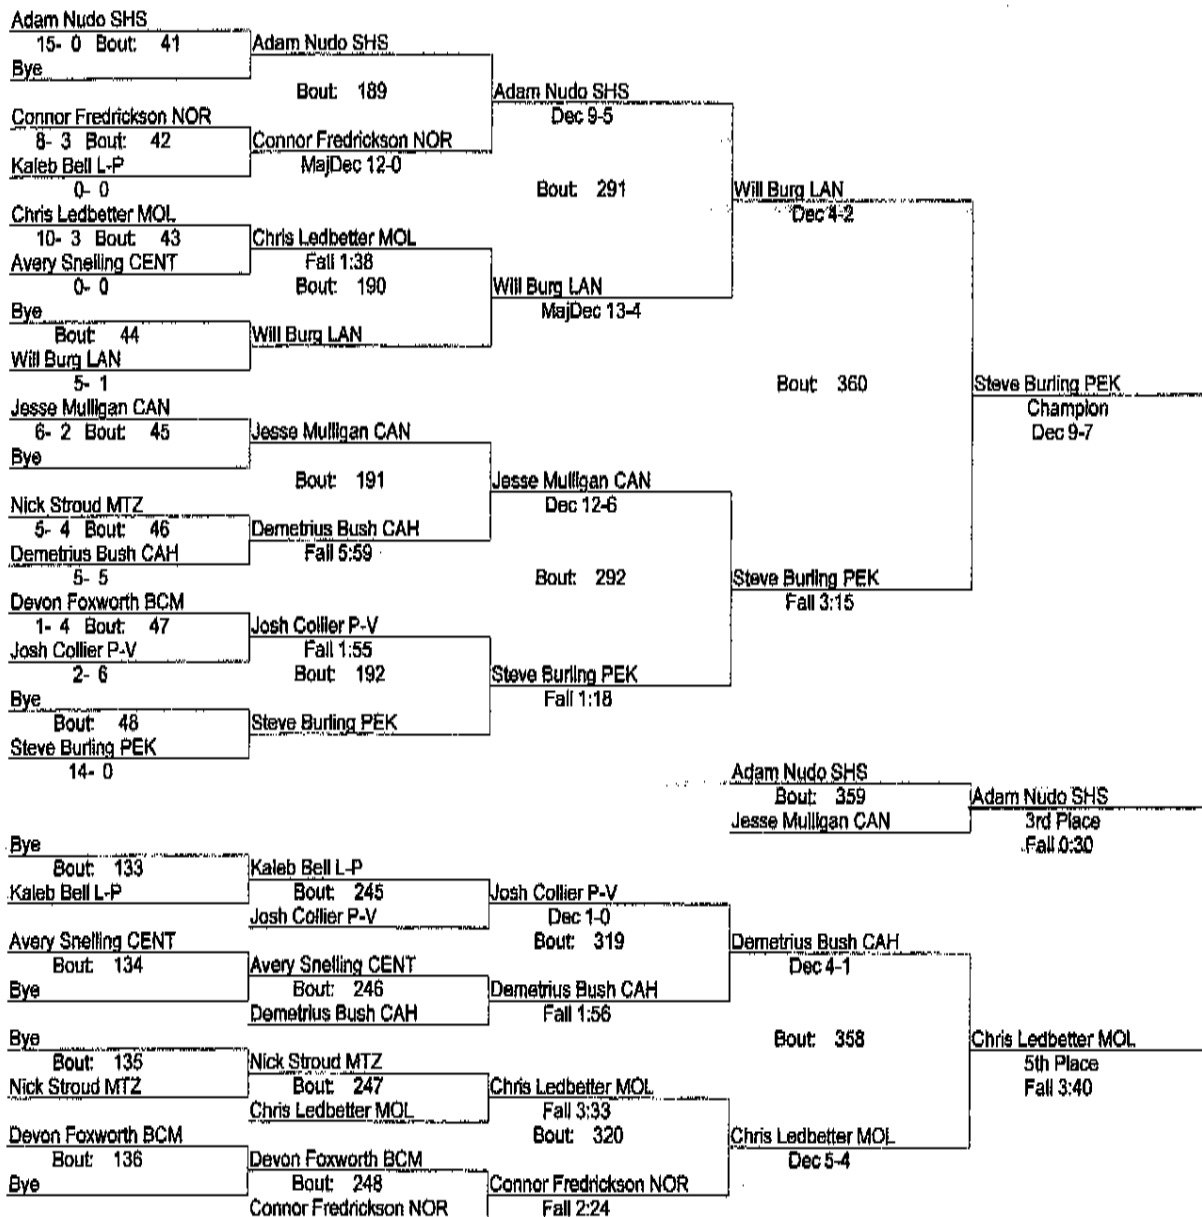 Adam Nudo SHS
15- 0 Bout: 41
Bye
Adam Nudo SHS
Bout: 189
Connor Fredrickson NOR
8- 3 Bout: 42
Kaleb Bell L-P
0- 0
Connor Fredrickson NOR
MajDec 12-0
Adam Nudo SHS
Dec 9-5
Bout: 291
Chris Ledbetter MOL
10- 3 Bout: 43
Avery Snelling CENT
0- 0
Chris Ledbetter MOL
Fall 1:38
Bout: 190
Bye
Bout: 44
Will Burg LAN
5- 1
Will Burg LAN
Will Burg LAN
MajDec 13-4
Will Burg LAN
Dec 4-2
Bout: 360
Steve Burling PEK
Champion
Dec 9-7
Jesse Mulligan CAN
6- 2 Bout: 45
Bye
Jesse Mulligan CAN
Bout: 191
Nick Stroud MTZ
5- 4 Bout: 46
Demetrius Bush CAH
5- 5
Demetrius Bush CAH
Fall 5:59
Jesse Mulligan CAN
Dec 12-6
Bout: 292
Devon Foxworth BCM
1- 4 Bout: 47
Josh Collier P-V
2- 6
Josh Collier P-V
Fall 1:55
Bout: 192
Bye
Bout: 48
Steve Burling PEK
14- 0
Steve Burling PEK
Steve Burling PEK
Fall 1:18
Steve Burling PEK
Fall 3:15
Adam Nudo SHS
Bout: 359
Jesse Mulligan CAN
Adam Nudo SHS
3rd Place
Fall 0:30
Bye
Bout: 133
Kaleb Bell L-P
Kaleb Bell L-P
Bout: 245
Josh Collier P-V
Josh Collier P-V
Dec 1-0
Bout: 319
Avery Snelling CENT
Bout: 134
Bye
Avery Snelling CENT
Bout: 246
Demetrius Bush CAH
Demetrius Bush CAH
Fall 1:56
Demetrius Bush CAH
Dec 4-1
Bout: 358
Chris Ledbetter MOL
5th Place
Fall 3:40
Bye
Bout: 135
Nick Stroud MTZ
Nick Stroud MTZ
Bout: 247
Chris Ledbetter MOL
Chris Ledbetter MOL
Fall 3:33
Bout: 320
Chris Ledbetter MOL
Dec 5-4
Devon Foxworth BCM
Bout: 136
Bye
Devon Foxworth BCM
Bout: 248
Connor Fredrickson NOR
Connor Fredrickson NOR
Fall 2:24